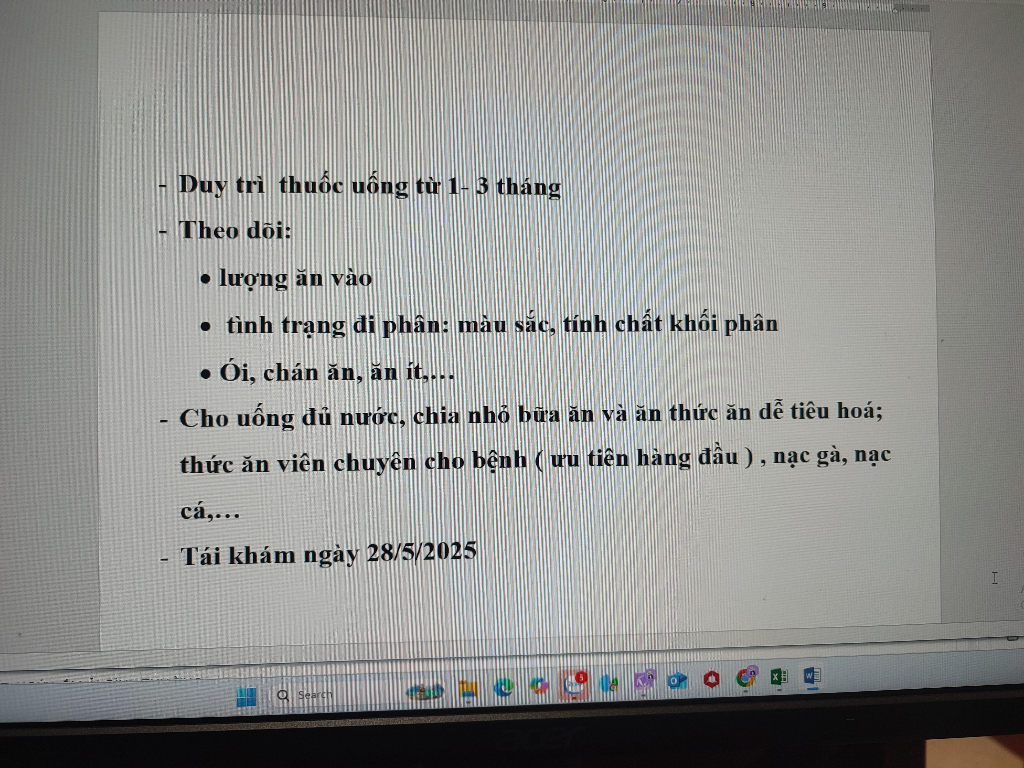 - Duy trì thuốc uống từ 1- 3 tháng
- Theo dõi:
• lượng ăn vào
• tình trạng đi phân: màu sắc, tính chất khối phân
• Ói, chán ăn, ăn ít,…
- Cho uống đủ nước, chia nhỏ bữa ăn và ăn thức ăn dễ tiêu hoá;
thức ăn viên chuyên cho bệnh ( ưu tiên hàng đầu ) , nạc gà, nạc
cá,…
- Tái khám ngày 28/5/2025
Search
acer